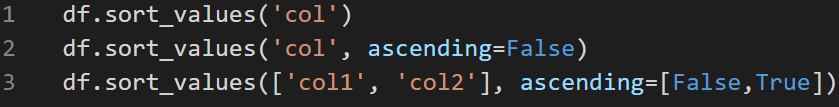 1 df.sort_values('col')
2 df.sort_values('col', ascending=False)
3 df.sort_values(['col1', 'col2'], ascending=[False,True])